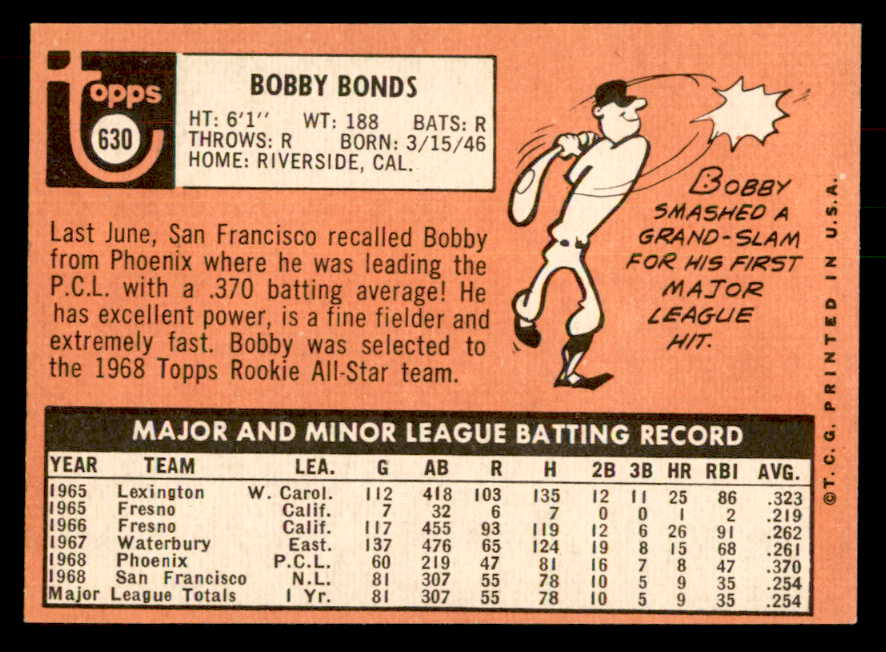 topps
630
BOBBY BONDS
HT: 6'1" WT: 188 BATS: R
THROWS: R BORN: 3/15/46
HOME: RIVERSIDE, CAL.
Last June, San Francisco recalled Bobby
from Phoenix where he was leading the
P.C.L. with a .370 batting average! He
has excellent power, is a fine fielder and
extremely fast. Bobby was selected to
the 1968 Topps Rookie All-Star team.
BOBBY
SMASHED A
GRAND-SLAM
FOR HIS FIRST
MAJOR
LEAGUE
HIT.
©T.C.G. PRINTED IN U.S.A.
MAJOR AND MINOR LEAGUE BATTING RECORD
YEAR TEAM LEA. G AB R H 2B 3B HR RBI AVG.
1965 Lexington W. Carol. 112 418 103 135 12 11 25 86 .323
1965 Fresno Calif. 7 32 6 7 0 0 1 2 .219
1966 Fresno Calif. 117 455 93 119 12 6 26 91 .262
1967 Waterbury East. 137 476 65 124 19 8 15 68 .261
1968 Phoenix P.C.L. 60 219 47 81 16 7 8 47 .370
1968 San Francisco N.L. 81 307 55 78 10 5 9 35 .254
Major League Totals 1 Yr. 81 307 55 78 10 5 9 35 .254